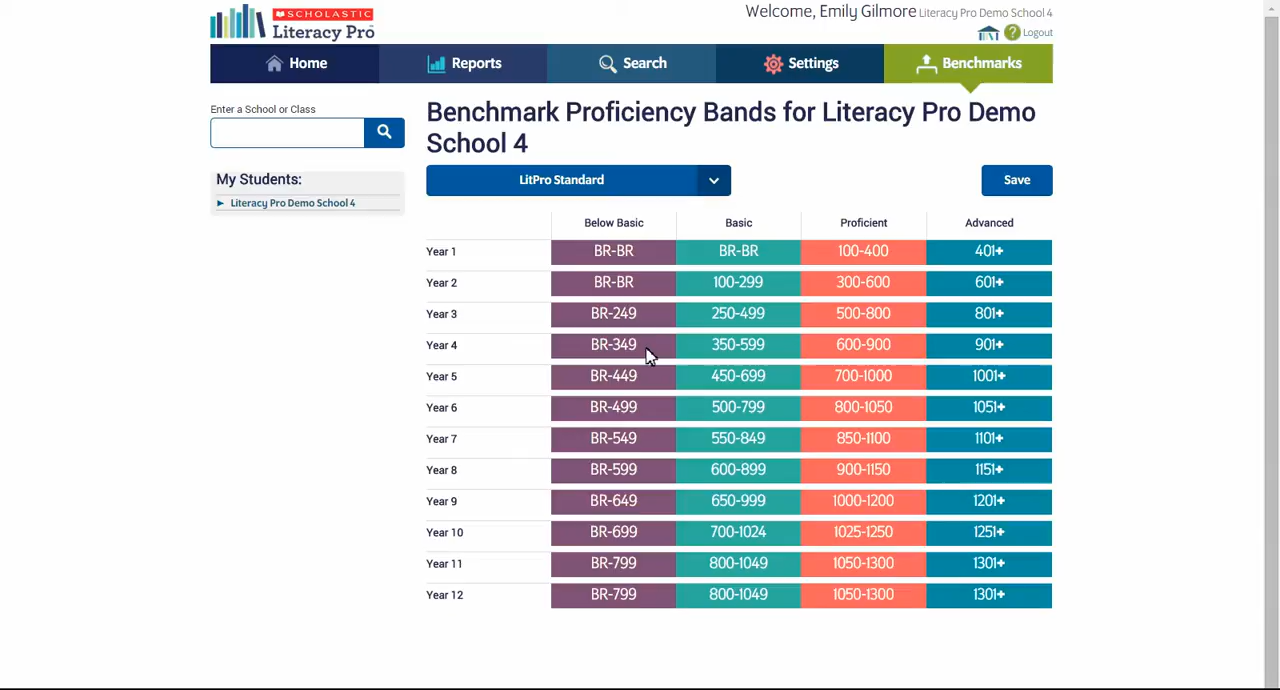 SCHOLASTIC
Literacy Pro
Welcome, Emily Gilmore Literacy Pro Demo School 4
? Logout
Home Reports Search Settings Benchmarks
Enter a School or Class
My Students:
Literacy Pro Demo School 4
Benchmark Proficiency Bands for Literacy Pro Demo
School 4
LitPro Standard Save
Below Basic Basic Proficient Advanced
Year 1 BR-BR BR-BR 100-400 401+
Year 2 BR-BR 100-299 300-600 601+
Year 3 BR-249 250-499 500-800 801+
Year 4 BR-349 350-599 600-900 901+
Year 5 BR-449 450-699 700-1000 1001+
Year 6 BR-499 500-799 800-1050 1051+
Year 7 BR-549 550-849 850-1100 1101+
Year 8 BR-599 600-899 900-1150 1151+
Year 9 BR-649 650-999 1000-1200 1201+
Year 10 BR-699 700-1024 1025-1250 1251+
Year 11 BR-799 800-1049 1050-1300 1301+
Year 12 BR-799 800-1049 1050-1300 1301+